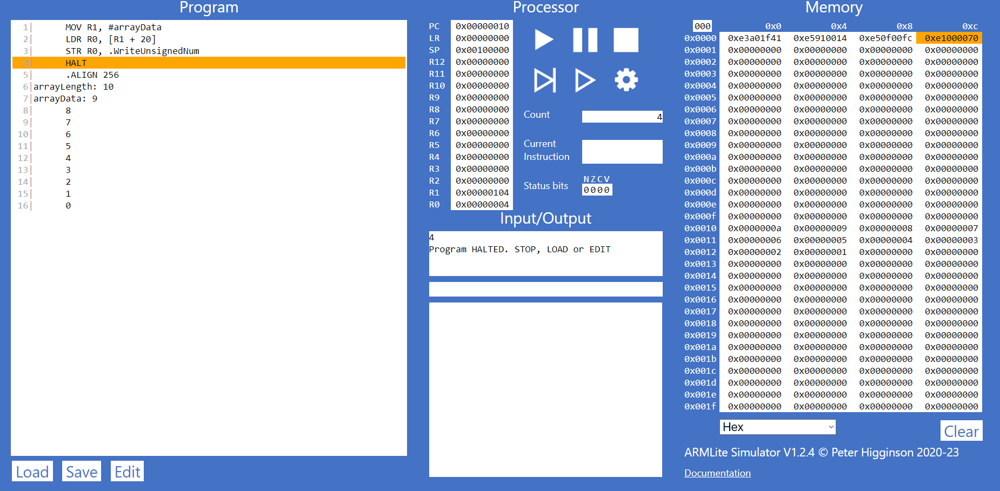 Program
1| MOV R1, #arrayData
2| LDR R0, [R1 + 20]
3| STR R0, .WriteUnsignedNum
4| HALT
5| .ALIGN 256
6|arrayLength: 10
7|arrayData: 9
8| 8
9| 7
10| 6
11| 5
12| 4
13| 3
14| 2
15| 1
16| 0
Load Save Edit
Processor
PC 0x00000010
LR 0x00000000
SP 0x00100000
R12 0x00000000
R11 0x00000000
R10 0x00000000
R9 0x00000000
R8 0x00000000
R7 0x00000000
R6 0x00000000
R5 0x00000000
R4 0x00000000
R3 0x00000000
R2 0x00000000
R1 0x00000104
R0 0x00000004
Count 4
Current
Instruction
Status bits
NZCV
0000
Input/Output
4
Program HALTED. STOP, LOAD or EDIT
Memory
000 0x0 0x4 0x8 0xc
0x0000 0xe3a01f41 0xe5910014 0xe50f00fc 0xe1000070
0x0001 0x00000000 0x00000000 0x00000000 0x00000000
0x0002 0x00000000 0x00000000 0x00000000 0x00000000
0x0003 0x00000000 0x00000000 0x00000000 0x00000000
0x0004 0x00000000 0x00000000 0x00000000 0x00000000
0x0005 0x00000000 0x00000000 0x00000000 0x00000000
0x0006 0x00000000 0x00000000 0x00000000 0x00000000
0x0007 0x00000000 0x00000000 0x00000000 0x00000000
0x0008 0x00000000 0x00000000 0x00000000 0x00000000
0x0009 0x00000000 0x00000000 0x00000000 0x00000000
0x000a 0x00000000 0x00000000 0x00000000 0x00000000
0x000b 0x00000000 0x00000000 0x00000000 0x00000000
0x000c 0x00000000 0x00000000 0x00000000 0x00000000
0x000d 0x00000000 0x00000000 0x00000000 0x00000000
0x000e 0x00000000 0x00000000 0x00000000 0x00000000
0x000f 0x00000000 0x00000000 0x00000000 0x00000000
0x0010 0x0000000a 0x00000009 0x00000008 0x00000007
0x0011 0x00000006 0x00000005 0x00000004 0x00000003
0x0012 0x00000002 0x00000001 0x00000000 0x00000000
0x0013 0x00000000 0x00000000 0x00000000 0x00000000
0x0014 0x00000000 0x00000000 0x00000000 0x00000000
0x0015 0x00000000 0x00000000 0x00000000 0x00000000
0x0016 0x00000000 0x00000000 0x00000000 0x00000000
0x0017 0x00000000 0x00000000 0x00000000 0x00000000
0x0018 0x00000000 0x00000000 0x00000000 0x00000000
0x0019 0x00000000 0x00000000 0x00000000 0x00000000
0x001a 0x00000000 0x00000000 0x00000000 0x00000000
0x001b 0x00000000 0x00000000 0x00000000 0x00000000
0x001c 0x00000000 0x00000000 0x00000000 0x00000000
0x001d 0x00000000 0x00000000 0x00000000 0x00000000
0x001e 0x00000000 0x00000000 0x00000000 0x00000000
0x001f 0x00000000 0x00000000 0x00000000 0x00000000
Hex Clear
ARMLite Simulator V1.2.4 © Peter Higginson 2020-23
Documentation